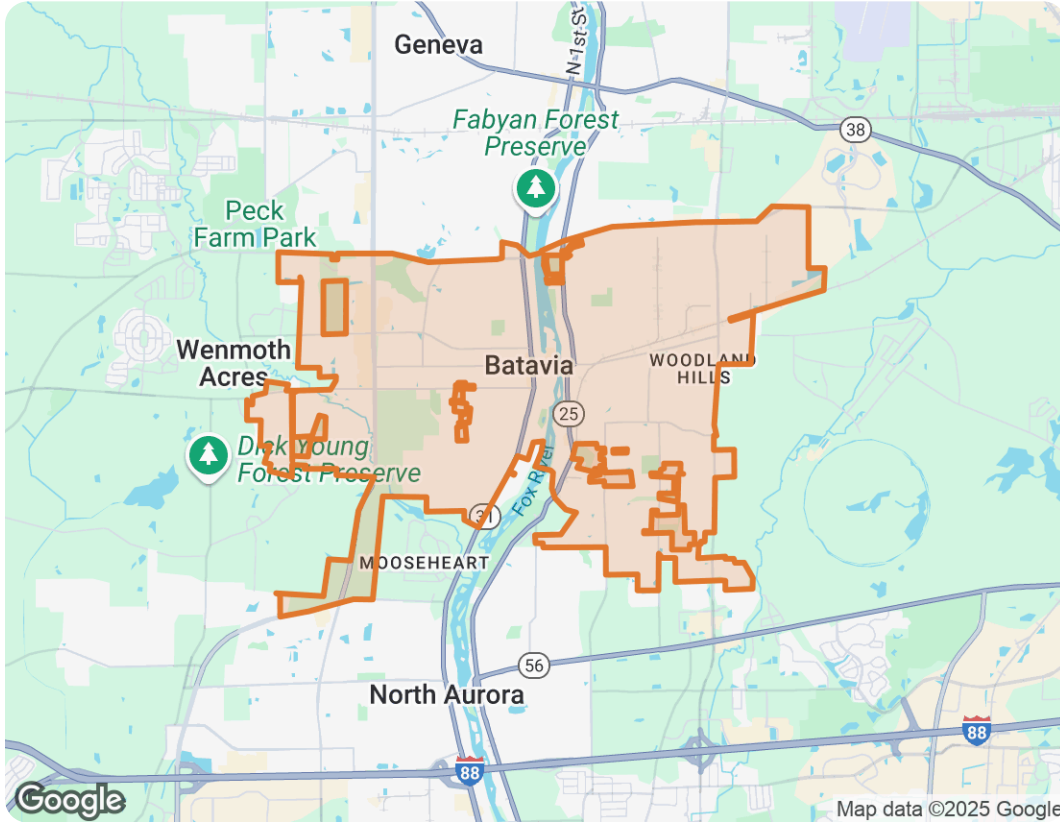 Geneva
N 1st St
Fabyan Forest
Preserve
38
Peck
Farm Park
Wenmoth
Acres
Batavia
WOODLAND
HILLS
25
Dick Young
Forest Preserve
Fox River
31
MOOSEHEART
56
North Aurora
88
88
Google
Map data ©2025 Google